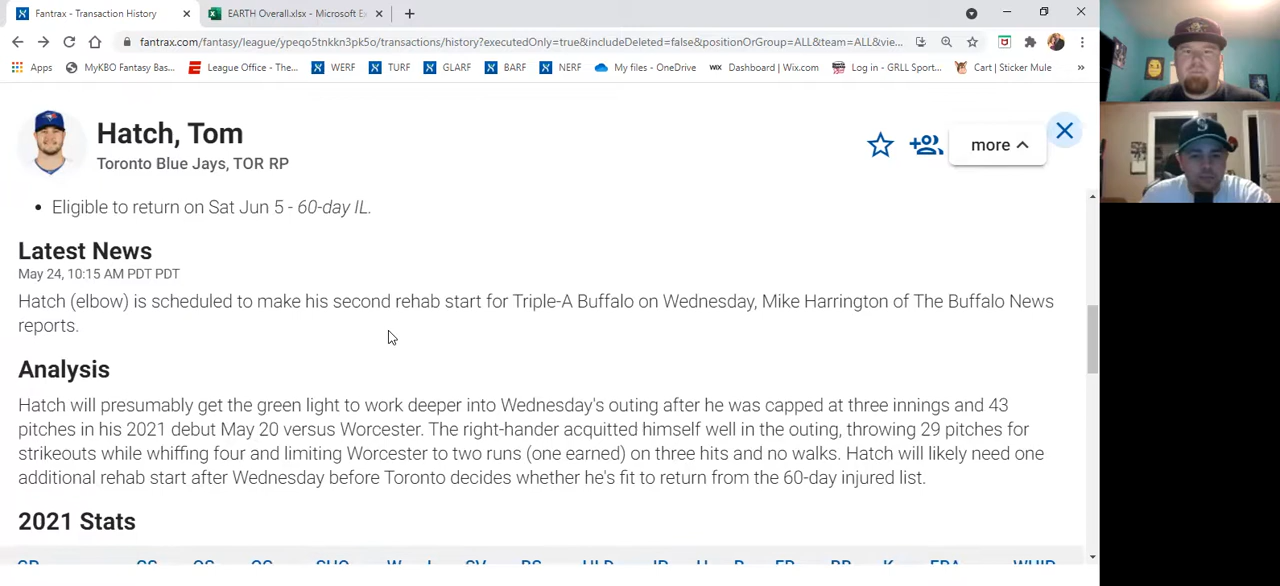 Fantrax - Transaction History
EARTH Overall.xlsx - Microsoft E
fantrax.com/fantasy/league/ypeqo5tnkkn3pk5o/transactions/history?executedOnly=true&includeDeleted=false&positionOrGroup=ALL&team=ALL&vie...
Apps MyKBO Fantasy Bas... League Office - The... WERF TURF GLARF BARF NERF My files - OneDrive WIX Dashboard | Wix.com Log in - GRLL Sport... Cart | Sticker Mule »
Hatch, Tom
Toronto Blue Jays, TOR RP
more
• Eligible to return on Sat Jun 5 - 60-day IL.
Latest News
May 24, 10:15 AM PDT PDT
Hatch (elbow) is scheduled to make his second rehab start for Triple-A Buffalo on Wednesday, Mike Harrington of The Buffalo News
reports.
Analysis
Hatch will presumably get the green light to work deeper into Wednesday's outing after he was capped at three innings and 43
pitches in his 2021 debut May 20 versus Worcester. The right-hander acquitted himself well in the outing, throwing 29 pitches for
strikeouts while whiffing four and limiting Worcester to two runs (one earned) on three hits and no walks. Hatch will likely need one
additional rehab start after Wednesday before Toronto decides whether he's fit to return from the 60-day injured list.
2021 Stats